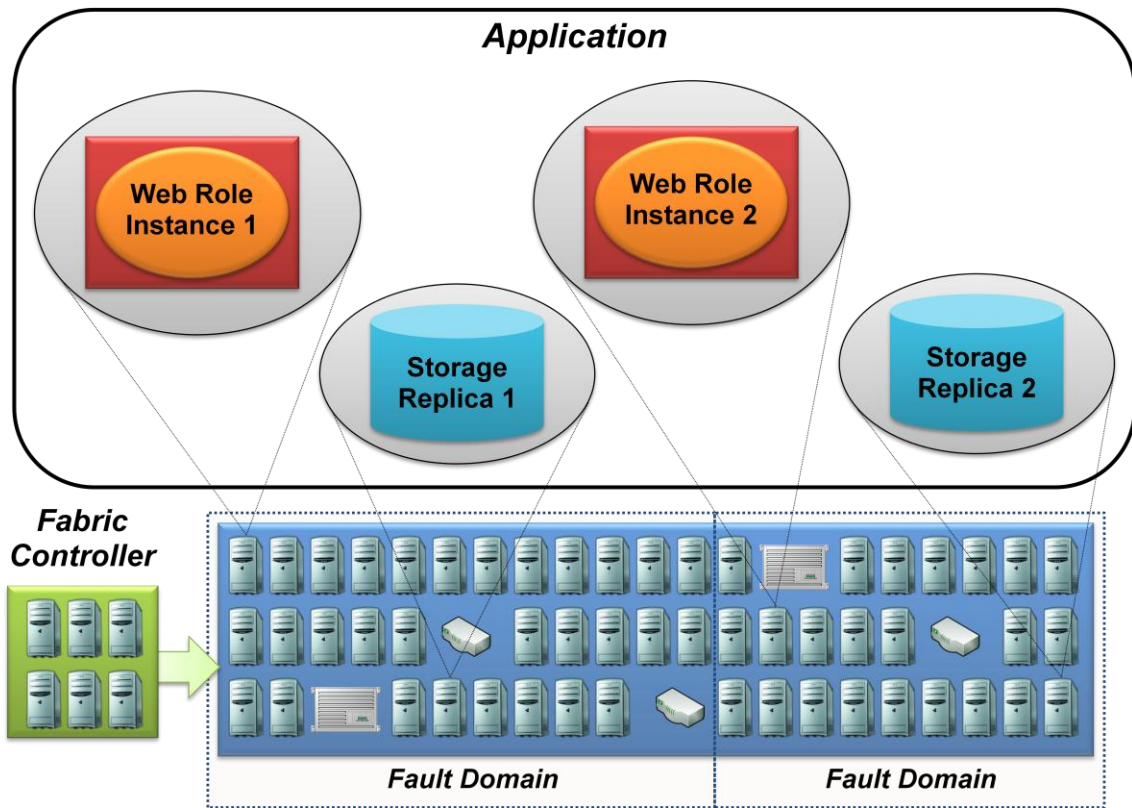 Application
Web Role
Instance 1
Web Role
Instance 2
Storage
Replica 1
Storage
Replica 2
Fabric
Controller
Fault Domain
Fault Domain